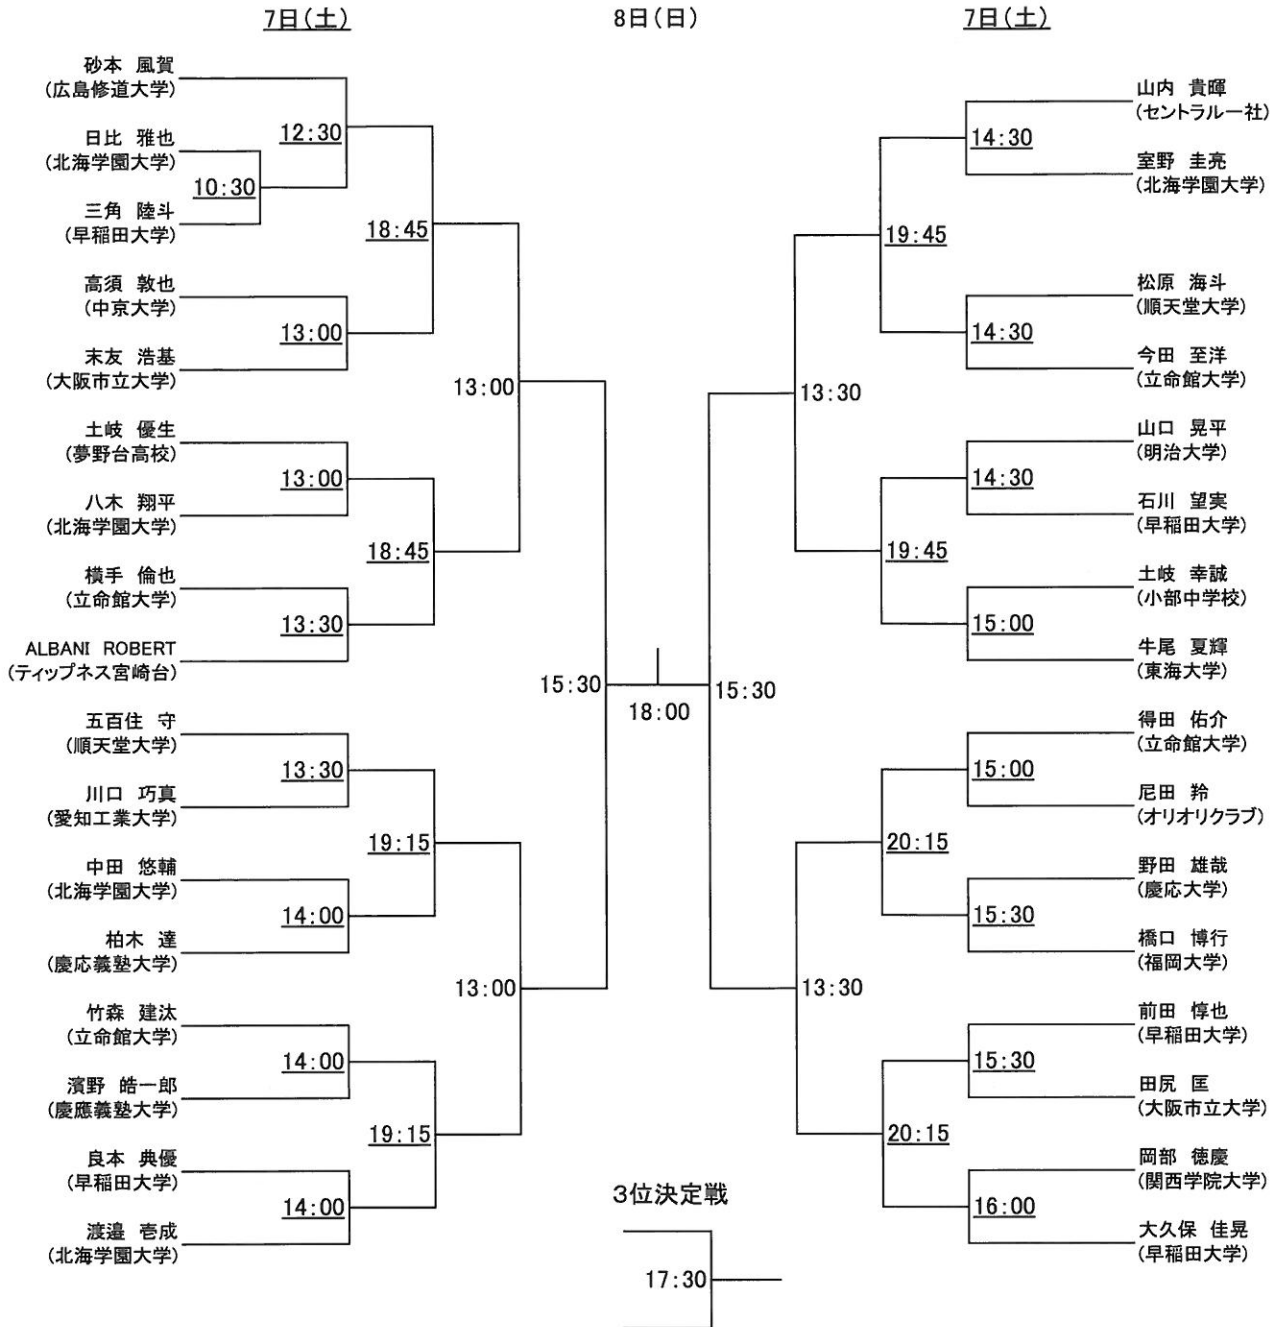 7日(土)
8日(日)
7日(土)
砂本 風賀
(広島修道大学)
12:30
日比 雅也
(北海学園大学)
10:30
三角 陸斗
(早稲田大学)
18:45
高須 敦也
(中京大学)
13:00
末友 浩基
(大阪市立大学)
13:00
土岐 優生
(夢野台高校)
13:00
八木 翔平
(北海学園大学)
18:45
横手 倫也
(立命館大学)
13:30
ALBANI ROBERT
(ティップネス宮崎台)
15:30
五百住 守
(順天堂大学)
13:30
川口 巧真
(愛知工業大学)
19:15
中田 悠輔
(北海学園大学)
14:00
柏木 達
(慶応義塾大学)
13:00
竹森 建汰
(立命館大学)
14:00
濱野 皓一郎
(慶應義塾大学)
19:15
良本 典優
(早稲田大学)
14:00
渡邉 壱成
(北海学園大学)
18:00
3位決定戦
17:30
山内 貴暉
(セントラル一社)
14:30
室野 圭亮
(北海学園大学)
19:45
松原 海斗
(順天堂大学)
14:30
今田 至洋
(立命館大学)
13:30
山口 晃平
(明治大学)
14:30
石川 望実
(早稲田大学)
19:45
土岐 幸誠
(小部中学校)
15:00
牛尾 夏輝
(東海大学)
15:30
得田 佑介
(立命館大学)
15:00
尼田 羚
(オリオリクラブ)
20:15
野田 雄哉
(慶応大学)
15:30
橋口 博行
(福岡大学)
13:30
前田 惇也
(早稲田大学)
15:30
田尻 匡
(大阪市立大学)
20:15
岡部 徳慶
(関西学院大学)
16:00
大久保 佳晃
(早稲田大学)